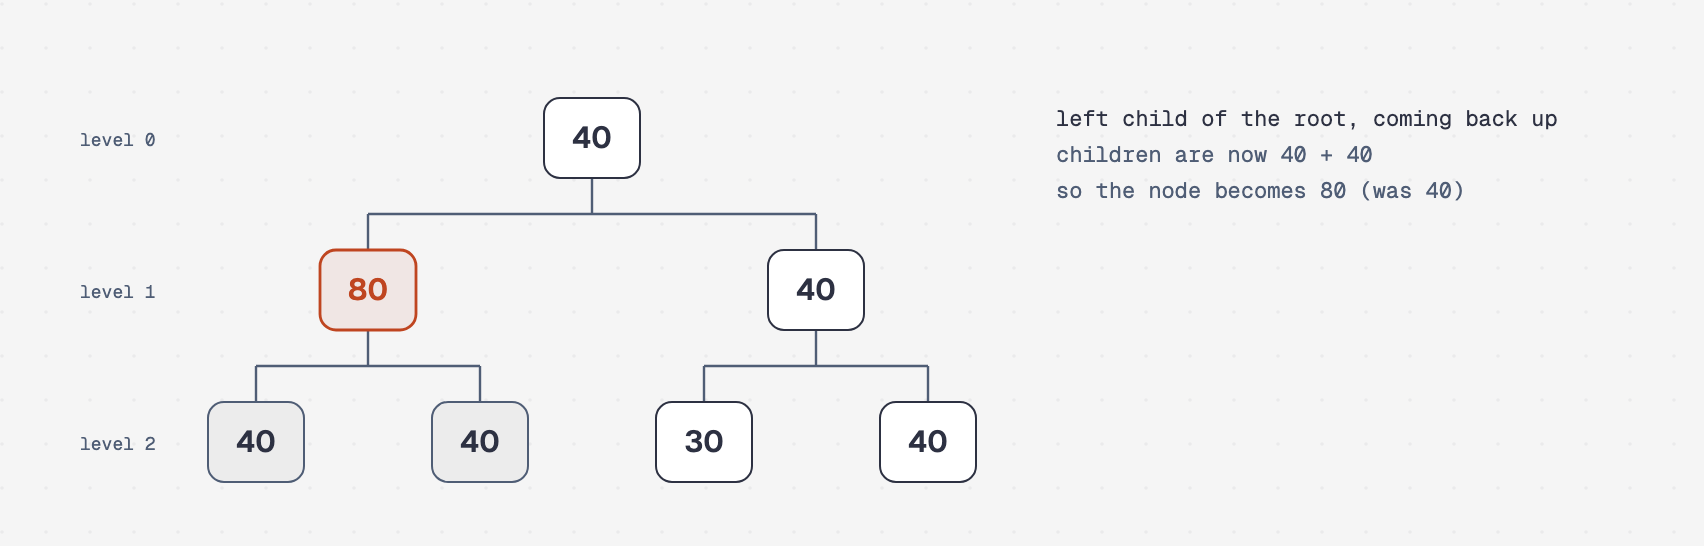 level 0
40
left child of the root, coming back up
children are now 40 + 40
so the node becomes 80 (was 40)
level 1
80
40
level 2
40
40
30
40